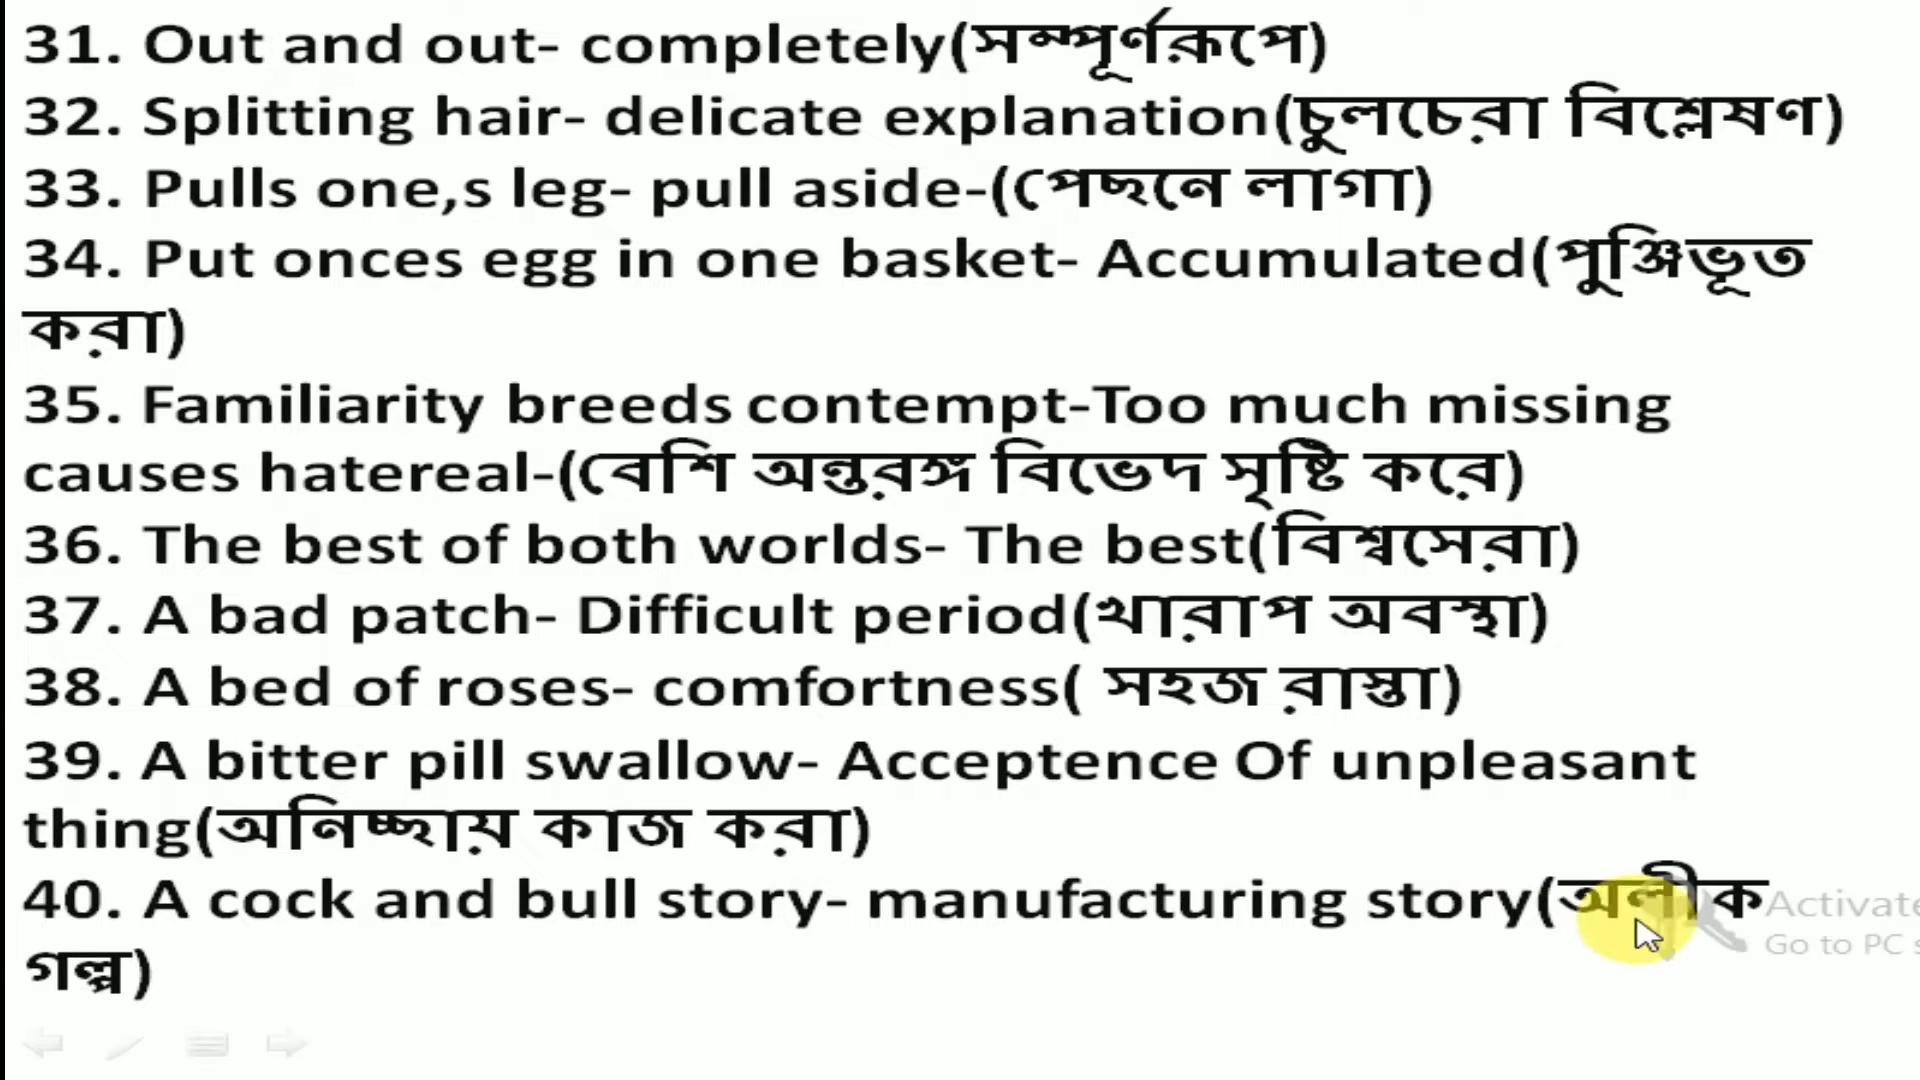 31. Out and out- completely(সম্পূর্ণরূপে)
32. Splitting hair- delicate explanation(চুলচেরা বিশ্লেষণ)
33. Pulls one,s leg- pull aside-(পেছনে লাগা)
34. Put onces egg in one basket- Accumulated(পুঞ্জিভূত
করা)
35. Familiarity breeds contempt-Too much missing
causes hatereal-(বেশি অন্তরঙ্গ বিভেদ সৃষ্টি করে)
36. The best of both worlds- The best(বিশ্বসেরা)
37. A bad patch- Difficult period(খারাপ অবস্থা)
38. A bed of roses- comfortness( সহজ রাস্তা)
39. A bitter pill swallow- Acceptence Of unpleasant
thing(অনিচ্ছায় কাজ করা)
40. A cock and bull story- manufacturing story(অলীক
গল্প)
Activate
Go to PC s